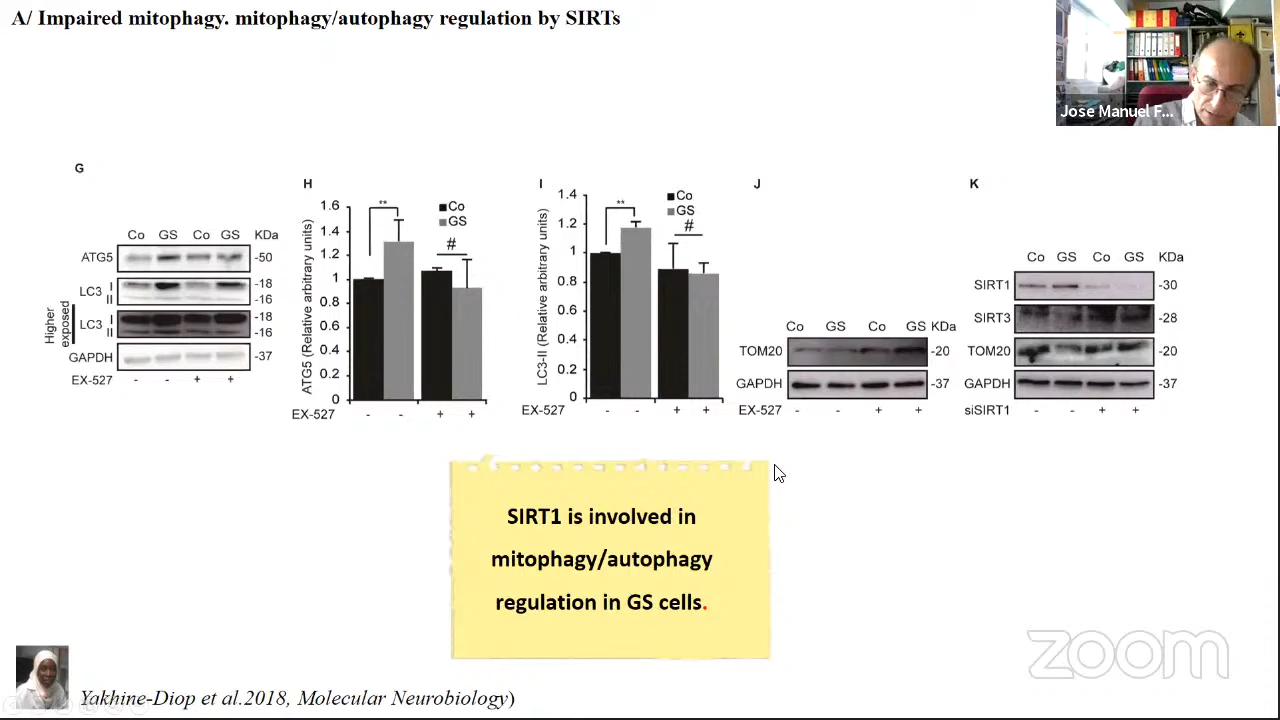 A/ Impaired mitophagy. mitophagy/autophagy regulation by SIRTs
Jose Manuel F...
G
Co GS Co GS KDa
ATG5 -50
LC3 I -18
II -16
Higher exposed
LC3 I -18
II -16
GAPDH -37
EX-527 - - + +
H
ATG5 (Relative arbitrary units)
1.6
1.4
1.2
1.0
0.8
0.6
0.4
0.2
0
**
Co
GS
#
EX-527 - - + +
I
LC3-II (Relative arbitrary units)
1.4
1.2
1
0.8
0.6
0.4
0.2
0
**
Co
GS
#
EX-527 - - + +
J
Co GS Co GS KDa
TOM20 -20
GAPDH -37
EX-527 - - + +
K
Co GS Co GS KDa
SIRT1 -30
SIRT3 -28
TOM20 -20
GAPDH -37
siSIRT1 - - + +
SIRT1 is involved in
mitophagy/autophagy
regulation in GS cells.
zoom
Yakhine-Diop et al.2018, Molecular Neurobiology)